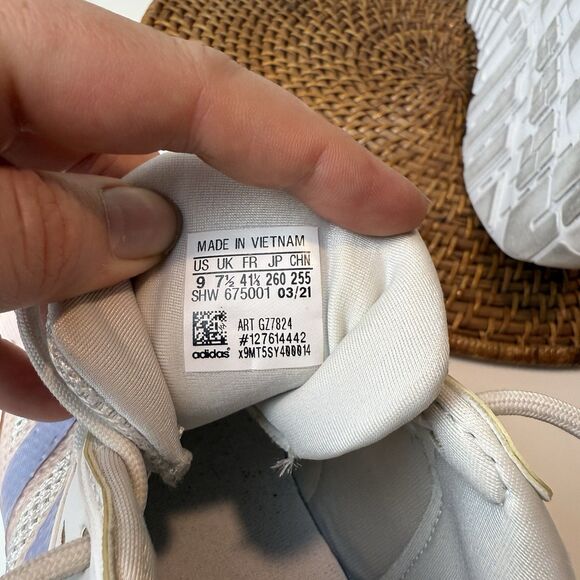 MADE IN VIETNAM
US UK FR JP CHN
9 7½ 41⅓ 260 255
SHW 675001 03/21
ART GZ7824
#127614442
adidas® x9MT5SY400014